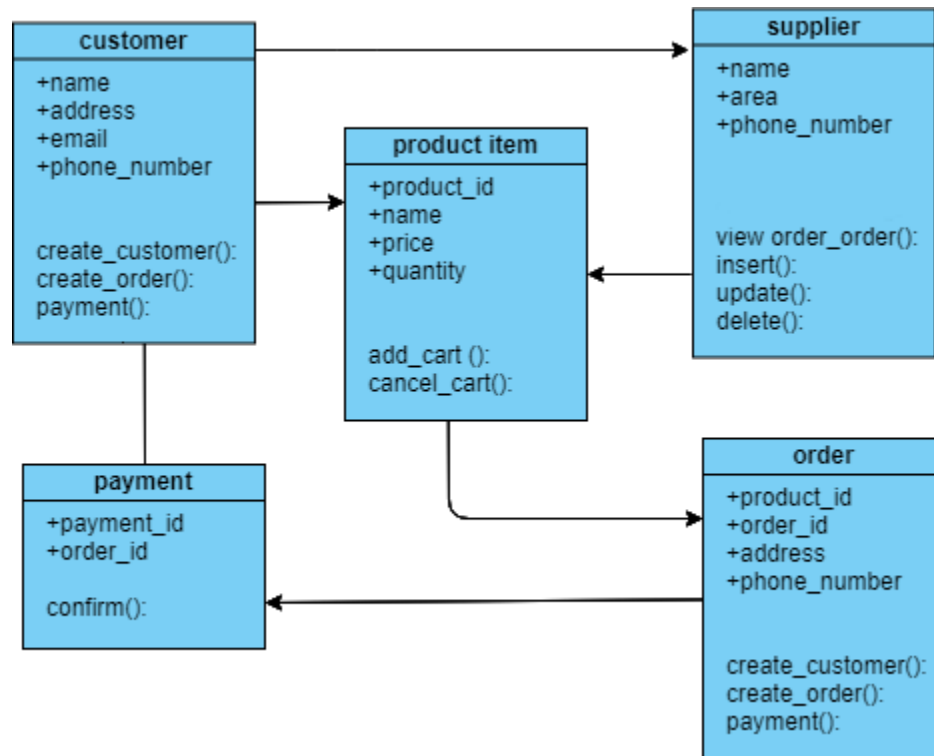 customer
+name
+address
+email
+phone_number
create_customer():
create_order():
payment():
supplier
+name
+area
+phone_number
view order_order():
insert():
update():
delete():
product item
+product_id
+name
+price
+quantity
add_cart ():
cancel_cart():
payment
+payment_id
+order_id
confirm():
order
+product_id
+order_id
+address
+phone_number
create_customer():
create_order():
payment():